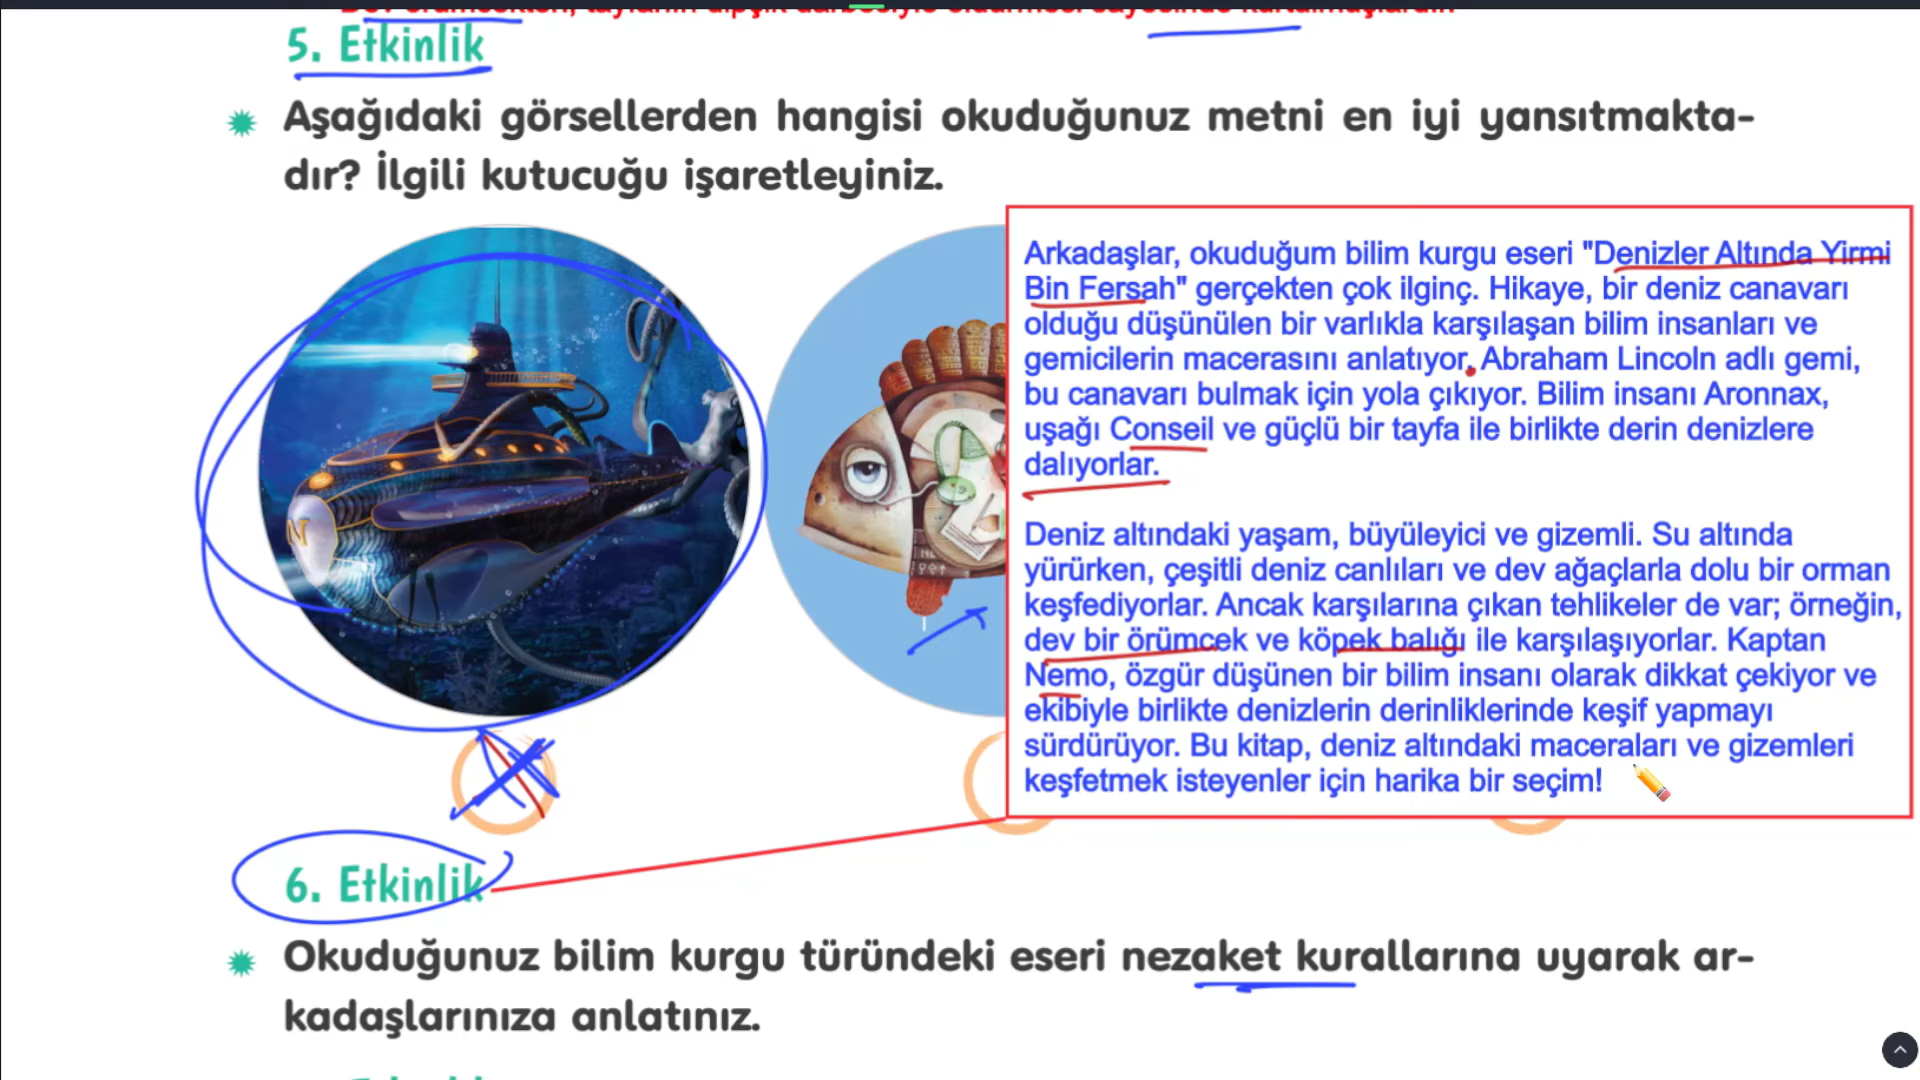 5. Etkinlik
Aşağıdaki görsellerden hangisi okuduğunuz metni en iyi yansıtmakta-
dır? İlgili kutucuğu işaretleyiniz.
Arkadaşlar, okuduğum bilim kurgu eseri "Denizler Altında Yirmi
Bin Fersah" gerçekten çok ilginç. Hikaye, bir deniz canavarı
olduğu düşünülen bir varlıkla karşılaşan bilim insanları ve
gemicilerin macerasını anlatıyor. Abraham Lincoln adlı gemi,
bu canavarı bulmak için yola çıkıyor. Bilim insanı Aronnax,
uşağı Conseil ve güçlü bir tayfa ile birlikte derin denizlere
dalıyorlar.
Deniz altındaki yaşam, büyüleyici ve gizemli. Su altında
yürürken, çeşitli deniz canlıları ve dev ağaçlarla dolu bir orman
keşfediyorlar. Ancak karşılarına çıkan tehlikeler de var; örneğin,
dev bir örümcek ve köpek balığı ile karşılaşıyorlar. Kaptan
Nemo, özgür düşünen bir bilim insanı olarak dikkat çekiyor ve
ekibiyle birlikte denizlerin derinliklerinde keşif yapmayı
sürdürüyor. Bu kitap, deniz altındaki maceraları ve gizemleri
keşfetmek isteyenler için harika bir seçim!
N
6. Etkinlik
Okuduğunuz bilim kurgu türündeki eseri nezaket kurallarına uyarak ar-
kadaşlarınıza anlatınız.